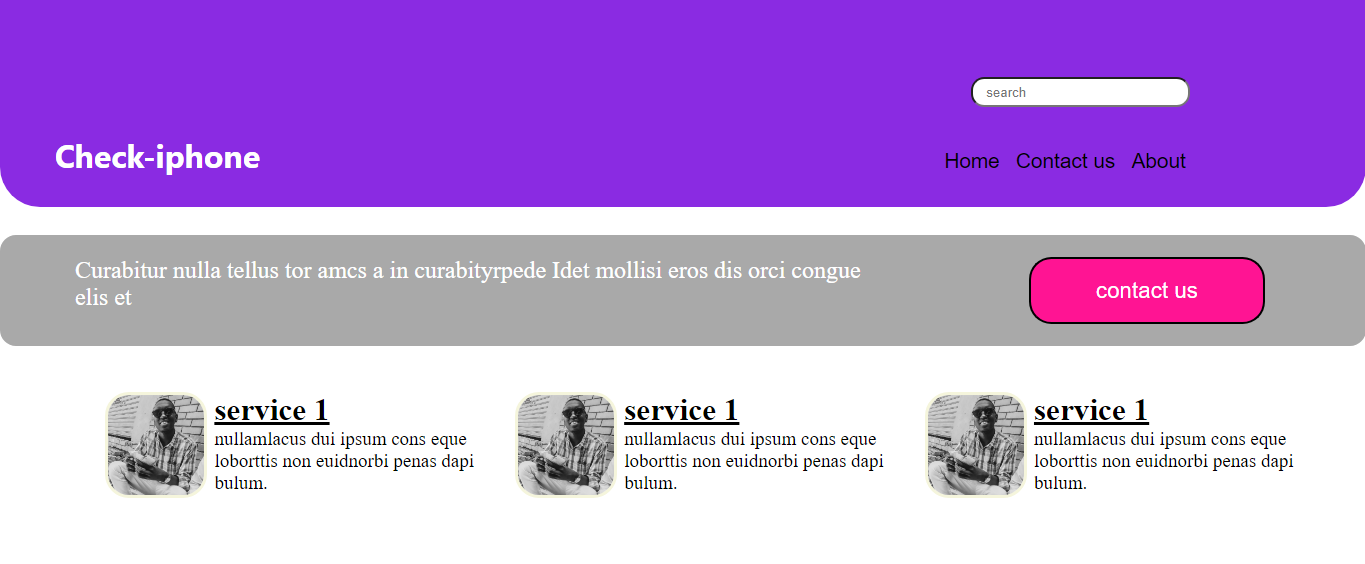 search
Check-iphone
Home Contact us About
Curabitur nulla tellus tor amcs a in curabityrpede Idet mollisi eros dis orci congue
elis et
contact us
service 1
nullamlacus dui ipsum cons eque
loborttis non euidnorbi penas dapi
bulum.
service 1
nullamlacus dui ipsum cons eque
loborttis non euidnorbi penas dapi
bulum.
service 1
nullamlacus dui ipsum cons eque
loborttis non euidnorbi penas dapi
bulum.